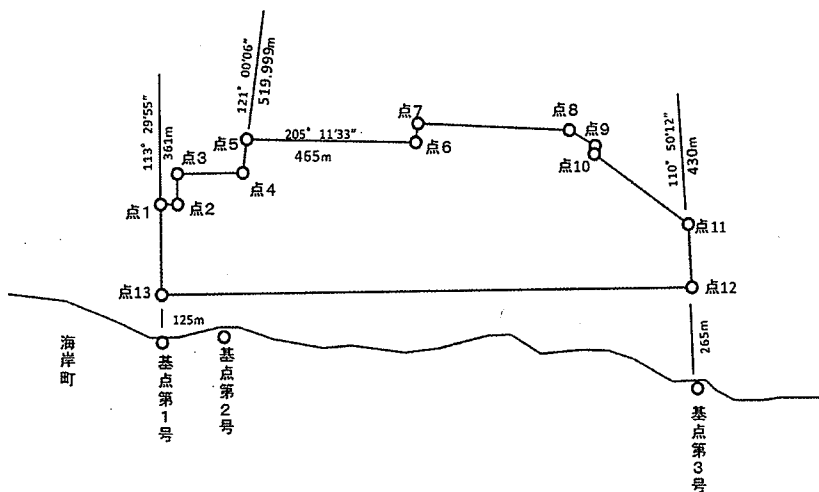 121° 00'06"
519.999m
113° 29'55"
361m
110° 50'12"
430m
点7
点8
点9
点5
205° 11'33"
465m
点6
点10
点3
点4
点1
点2
点11
点13
点12
125m
265m
海岸町
基点第1号
基点第2号
基点第3号